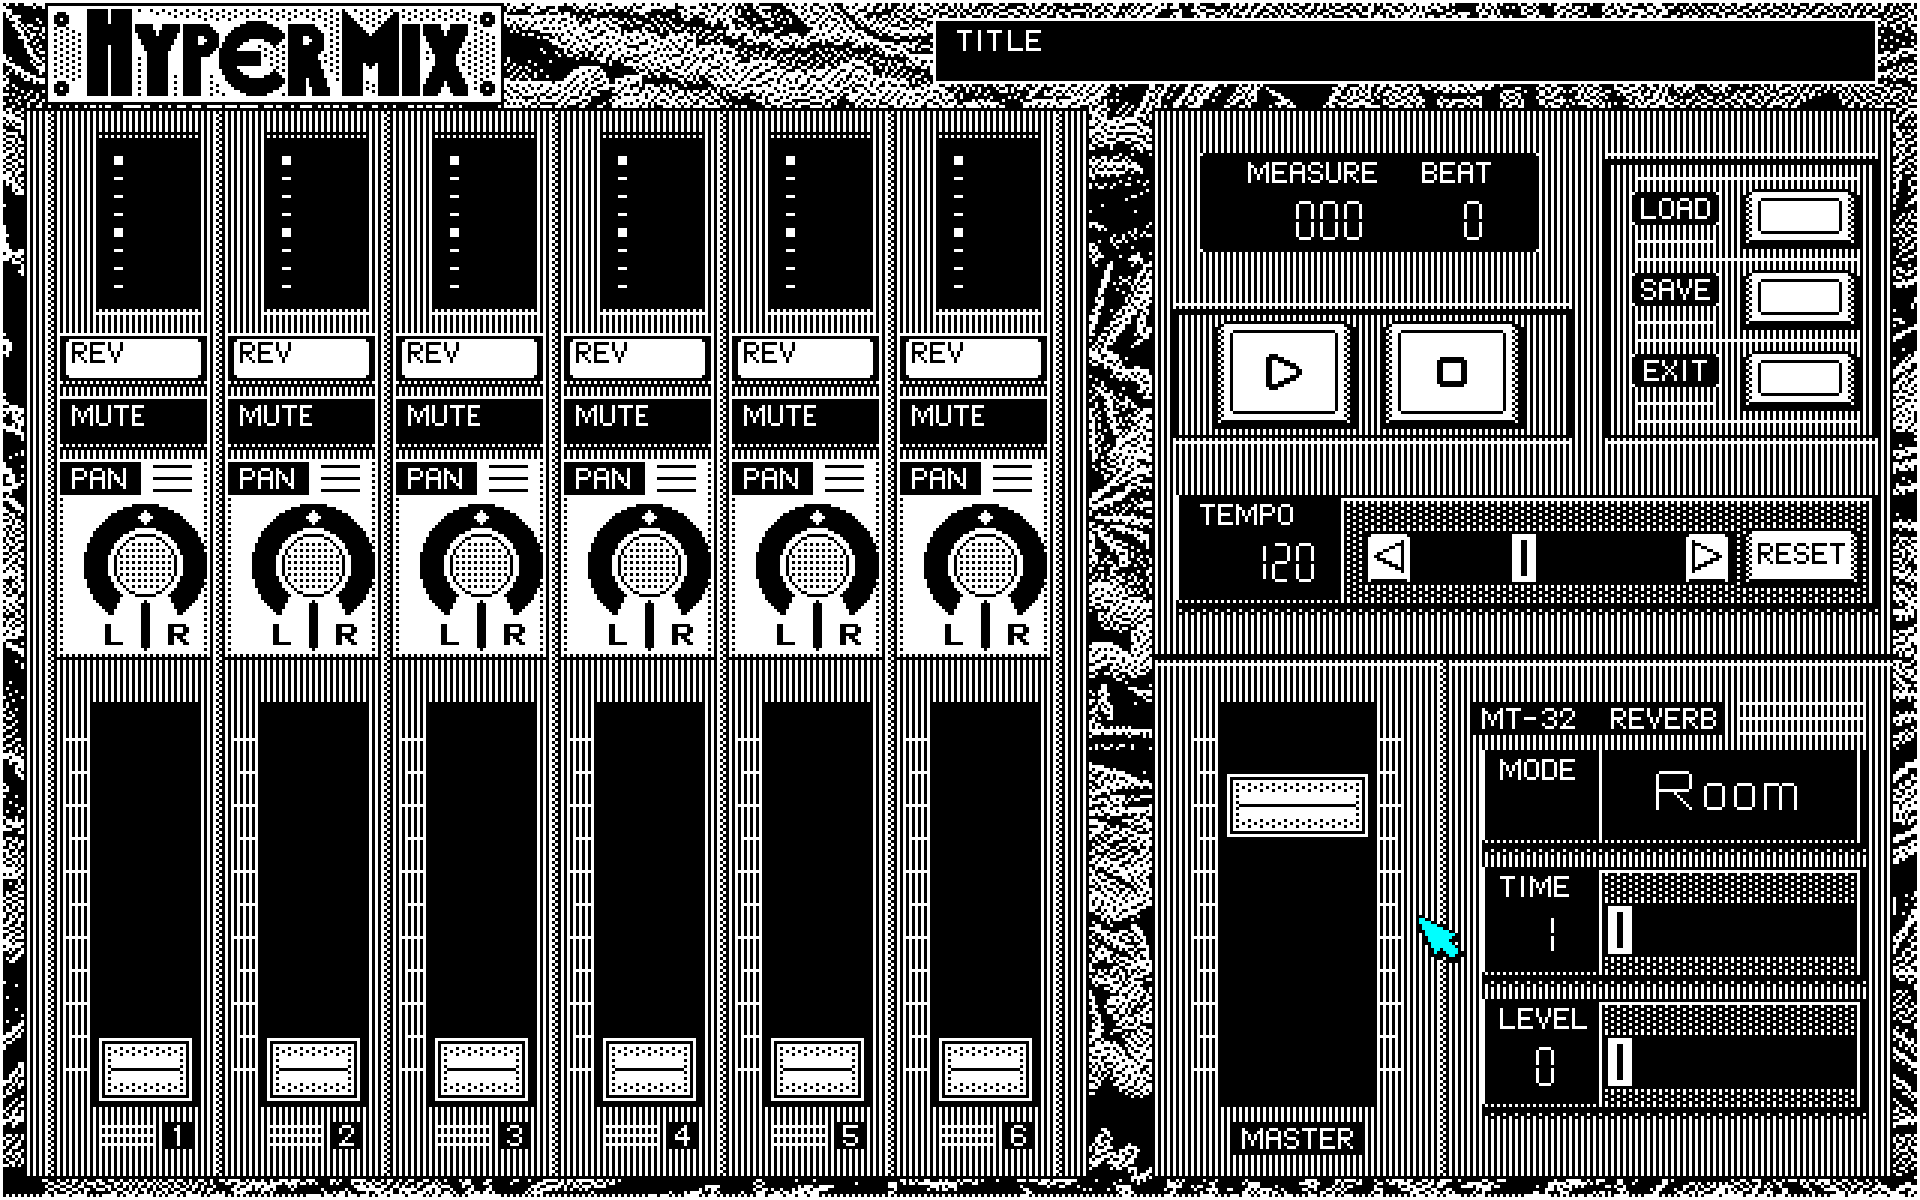 HYPER MIX
TITLE
MEASURE BEAT
000 0
LOAD
SAVE
EXIT
REV REV REV REV REV REV
MUTE MUTE MUTE MUTE MUTE MUTE
PAN PAN PAN PAN PAN PAN
L R L R L R L R L R L R
TEMPO
120
RESET
MT-32 REVERB
MODE
Room
TIME
1
LEVEL
0
1 2 3 4 5 6
MASTER